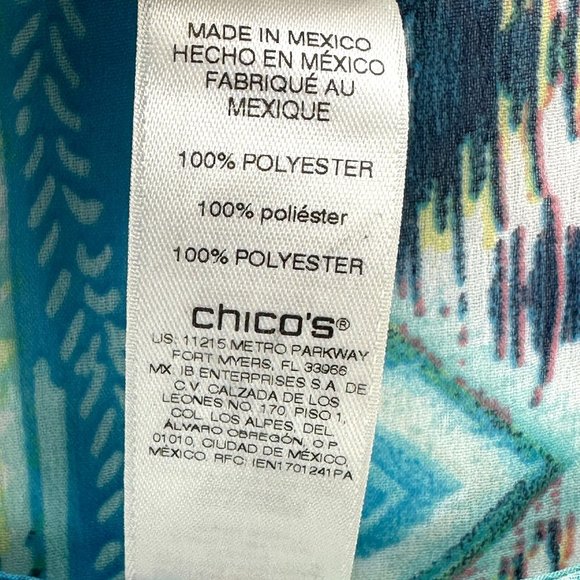 MADE IN MEXICO
HECHO EN MÉXICO
FABRIQUÉ AU
MEXIQUE
100% POLYESTER
100% poliéster
100% POLYESTER
chico's®
US: 11215 METRO PARKWAY
FORT MYERS, FL 33966
MX: IB ENTERPRISES S.A. DE
C.V. CALZADA DE LOS
LEONES NO. 170 PISO 1,
COL. LOS ALPES, DEL.
ÁLVARO OBREGÓN, C.P.
01010, CIUDAD DE MÉXICO,
MÉXICO. RFC: IEN1701241PA